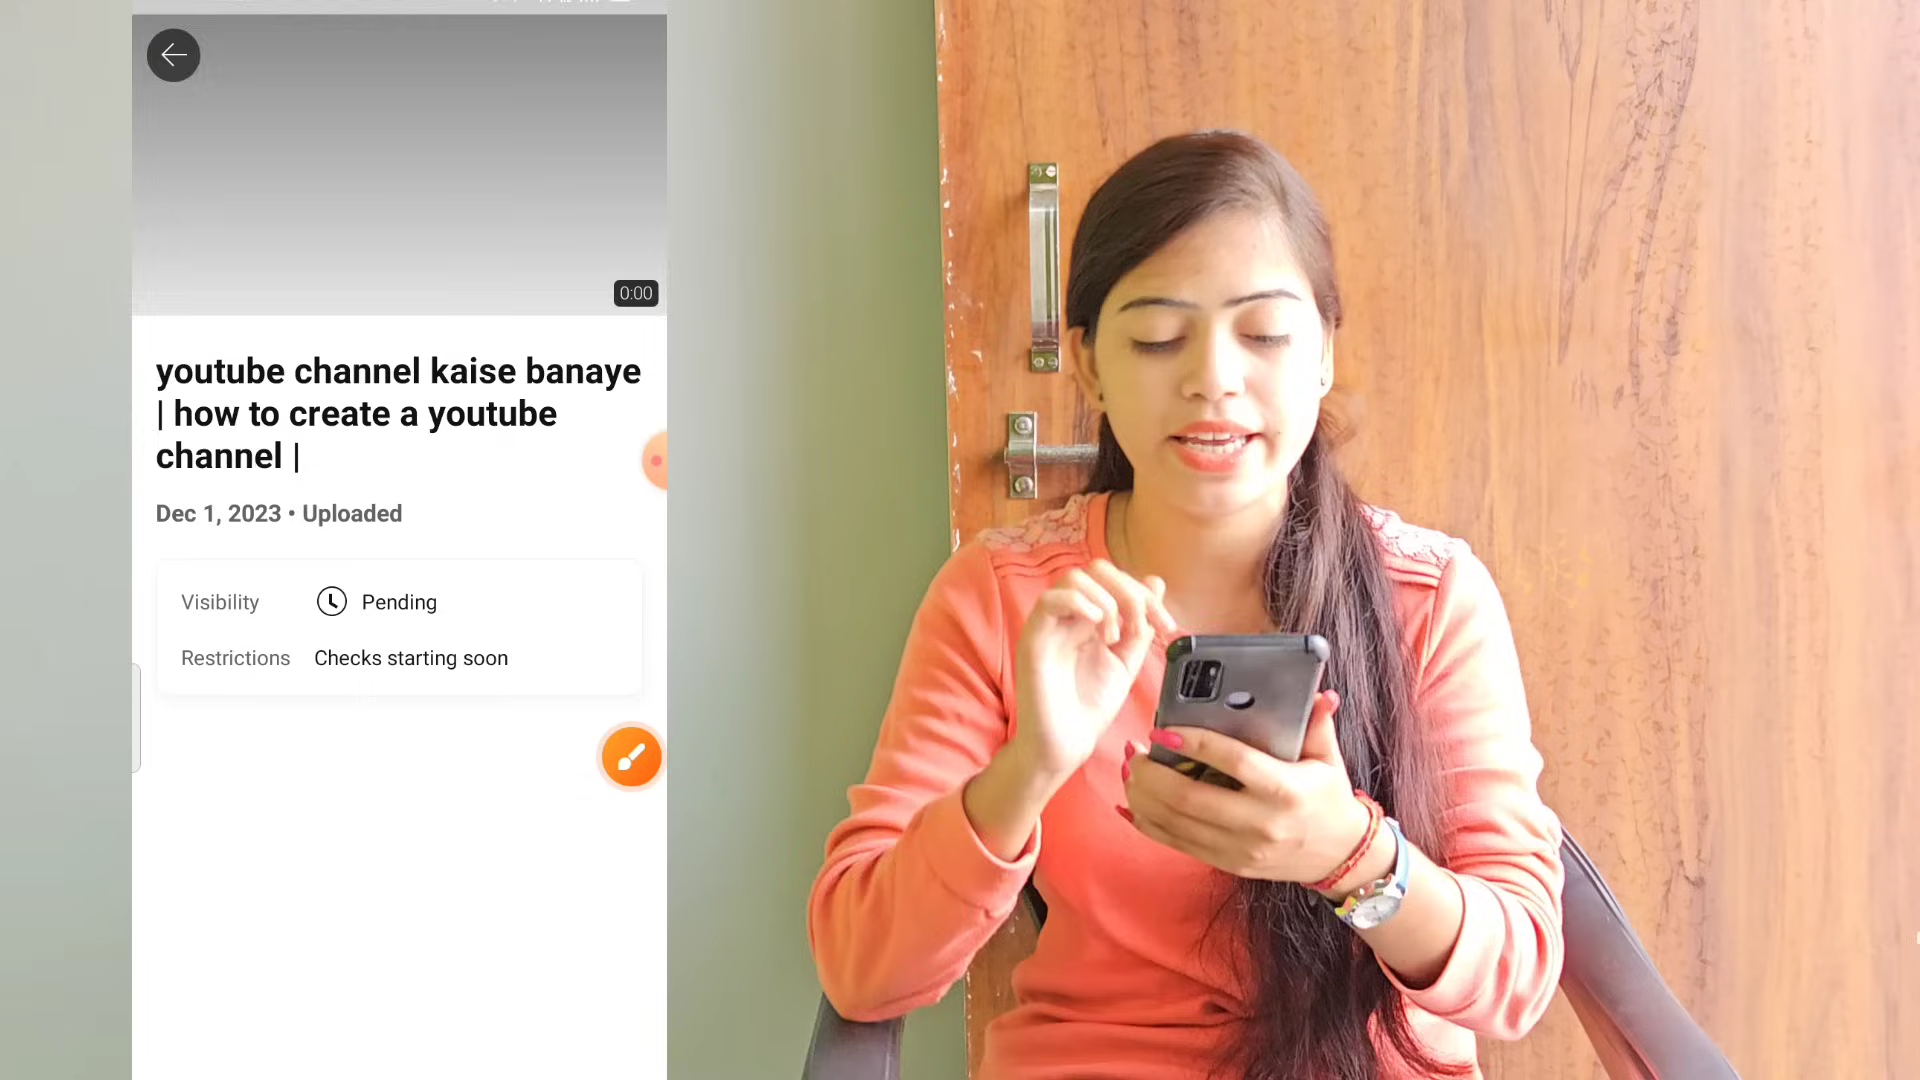 0:00
youtube channel kaise banaye
| how to create a youtube
channel |
Dec 1, 2023 • Uploaded
Visibility Pending
Restrictions Checks starting soon